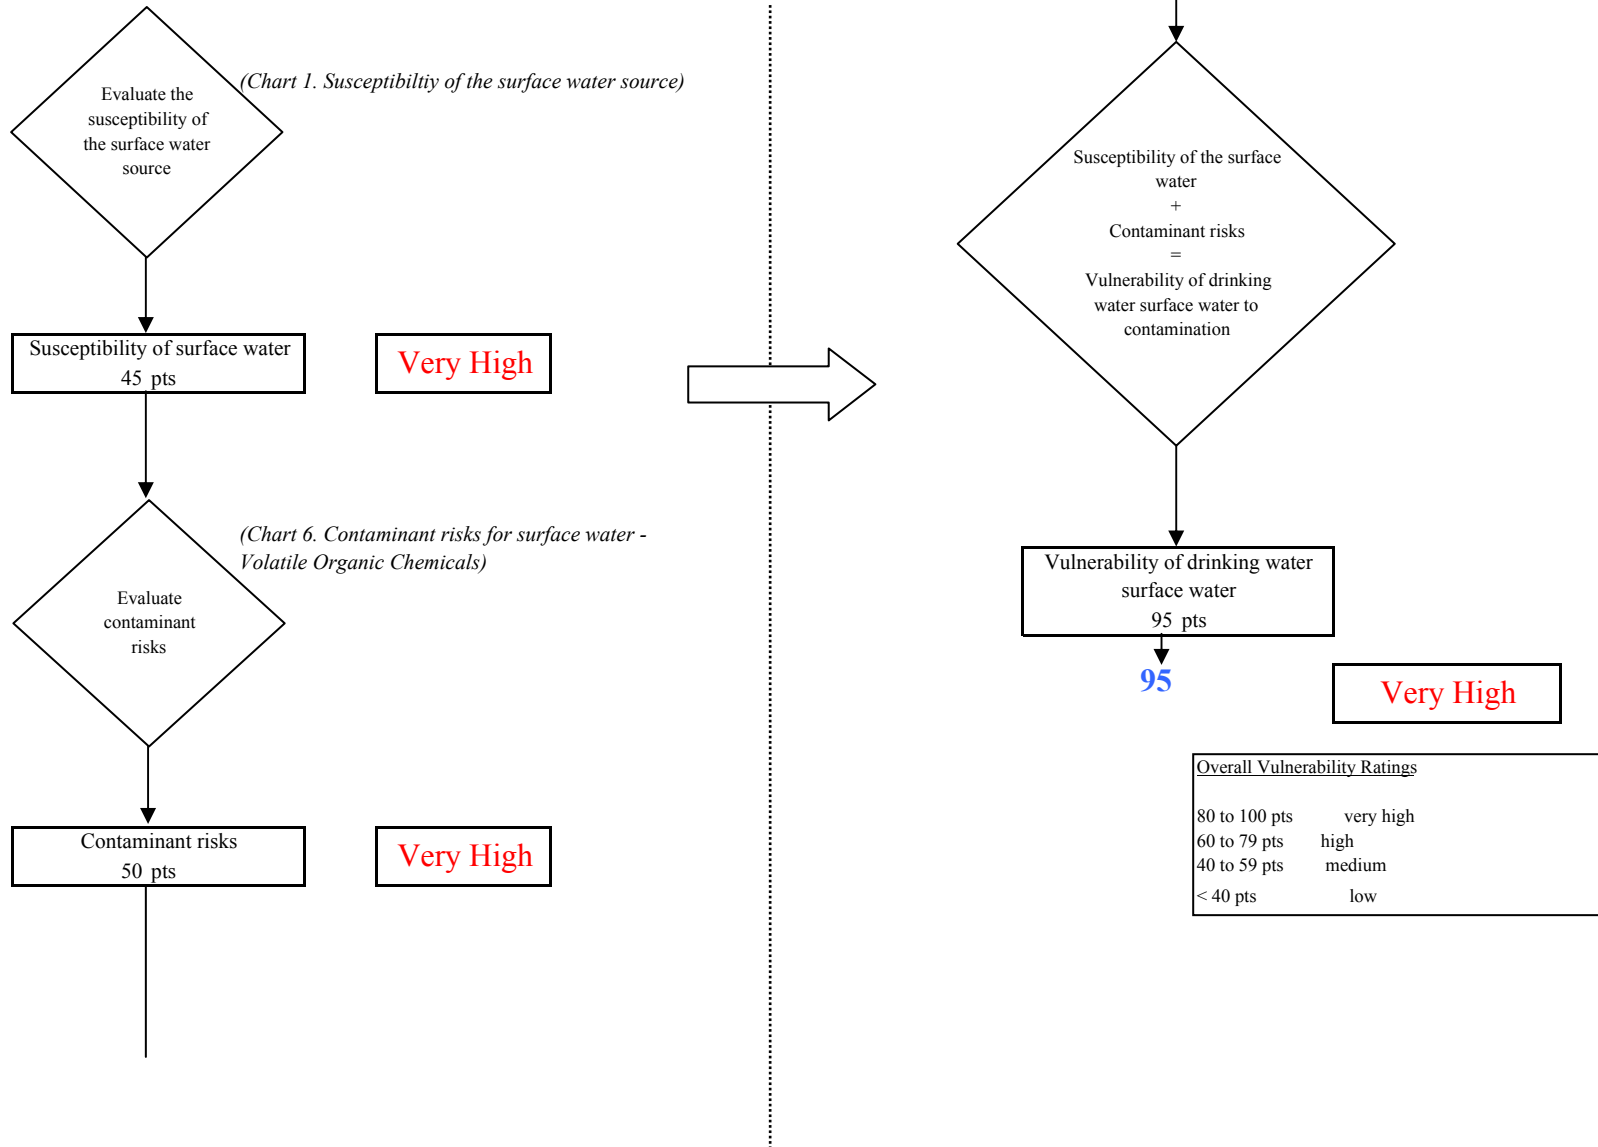 Evaluate the
susceptibility of
the surface water
source
(Chart 1. Susceptibiltiy of the surface water source)
Susceptibility of surface water
45 pts
Very High
(Chart 6. Contaminant risks for surface water -
Volatile Organic Chemicals)
Evaluate
contaminant
risks
Contaminant risks
50 pts
Very High
Susceptibility of the surface
water
+
Contaminant risks
=
Vulnerability of drinking
water surface water to
contamination
Vulnerability of drinking water
surface water
95 pts
95
Very High
Overall Vulnerability Ratings
80 to 100 pts very high
60 to 79 pts high
40 to 59 pts medium
< 40 pts low